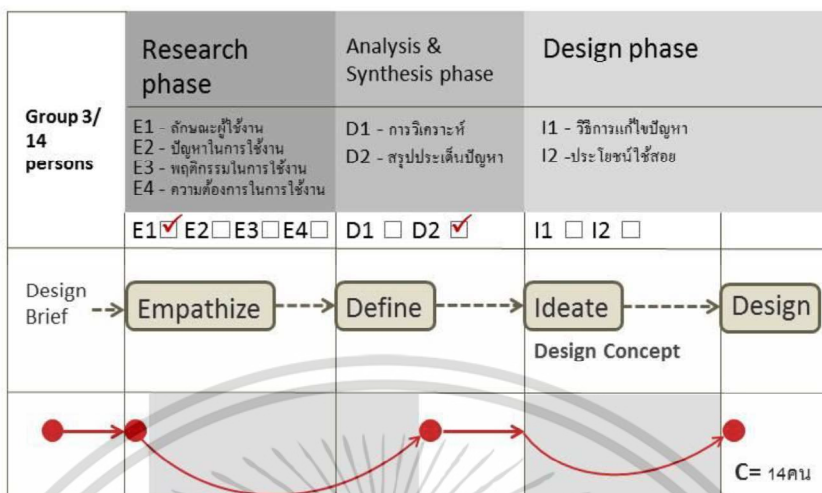 Group 3/
14
persons
Research
phase
E1 - ลักษณะผู้ใช้งาน
E2 - ปัญหาในการใช้งาน
E3 - พฤติกรรมในการใช้งาน
E4 - ความต้องการในการใช้งาน
Analysis &
Synthesis phase
D1 - การวิเคราะห์
D2 - สรุปประเด็นปัญหา
Design phase
I1 - วิธีการแก้ไขปัญหา
I2 -ประโยชน์ใช้สอย
E1 E2 E3 E4 D1 D2 I1 I2
Design
Brief
Empathize Define Ideate Design
Design Concept
C= 14คน